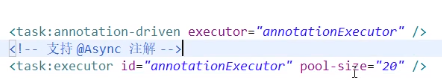 <task:annotation-driven executor="annotationExecutor" />
<!-- 支持 @Async 注解 -->
<task:executor id="annotationExecutor" pool-size="20" />